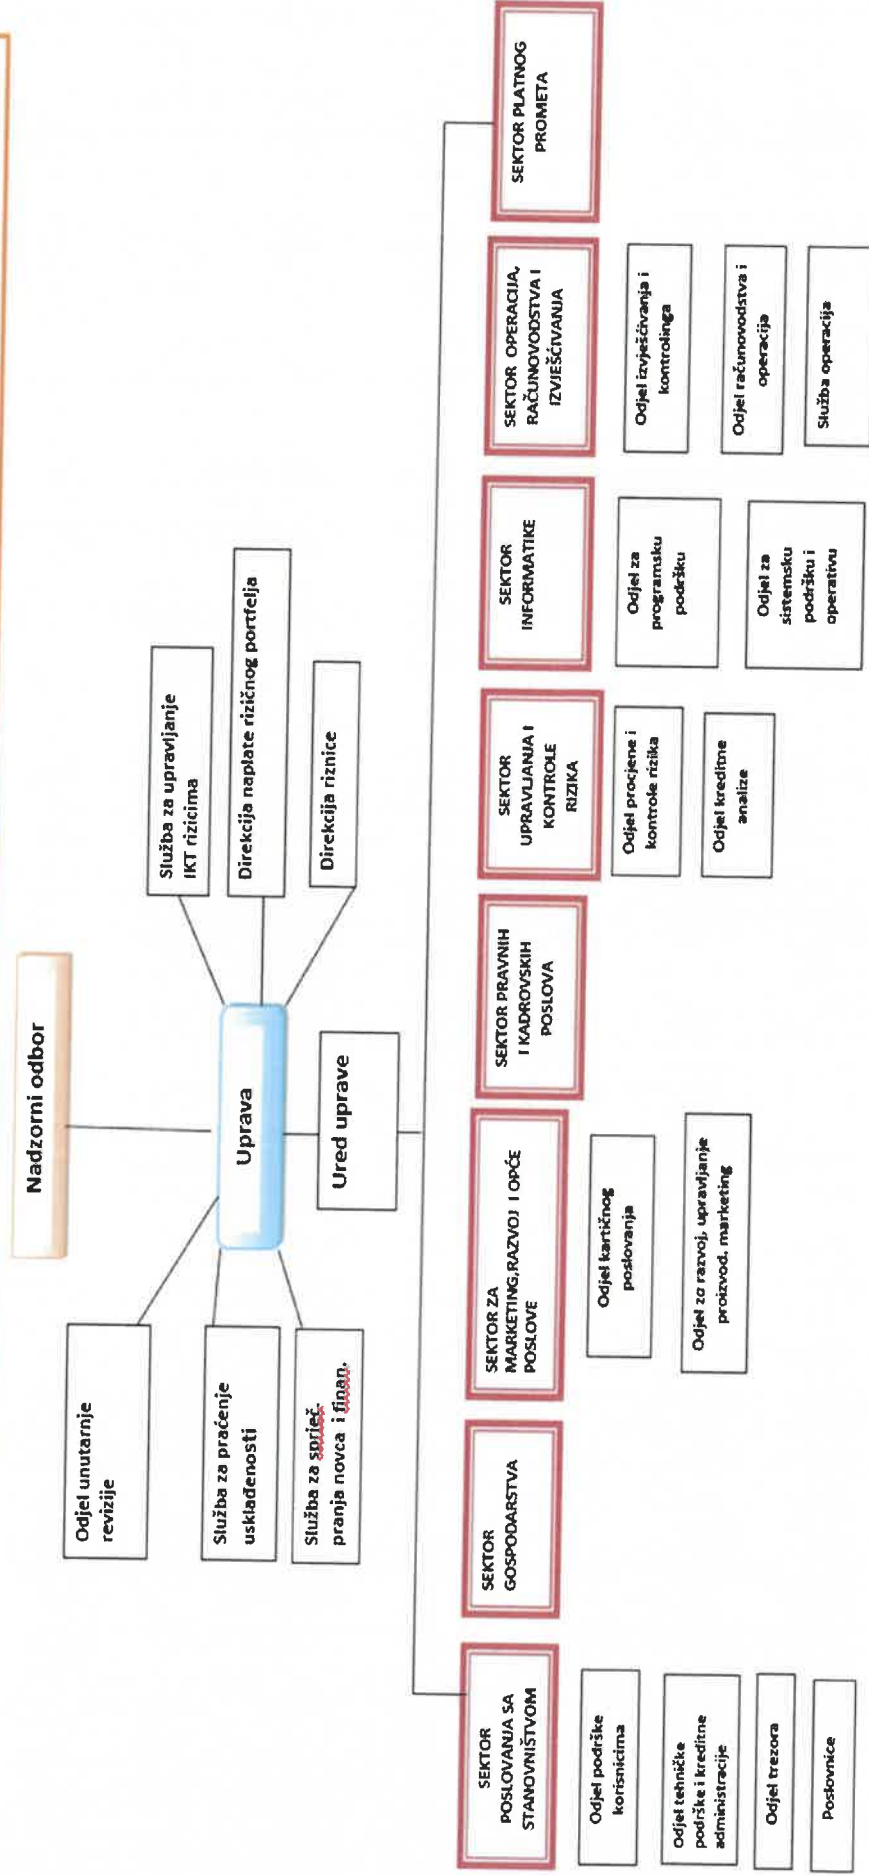 Nadzorni odbor
Odjel unutarnje
revizije
Služba za praćenje
usklađenosti
Služba za sprieč.
pranja novca i finan.
Uprava
Ured uprave
Služba za upravljanje
IKT rizicima
Direkcija naplate rizičnog portfelja
Direkcija riznice
SEKTOR
POSLOVANJA SA
STANOVNIŠTVOM
Odjel podrške
korisnicima
Odjel tehničke
podrške i kreditne
administracije
Odjel trezora
Poslovnice
SEKTOR
GOSPODARSTVA
SEKTOR ZA
MARKETING,RAZVOJ I OPĆE
POSLOVE
Odjel kartičnog
poslovanja
Odjel za razvoj, upravljanje
proizvod. marketing
SEKTOR PRAVNIH
I KADROVSKIH
POSLOVA
SEKTOR
UPRAVLJANJA I
KONTROLE
RIZIKA
Odjel procjene i
kontrole rizika
Odjel kreditne
analize
SEKTOR
INFORMATIKE
Odjel za
programsku
podršku
Odjel za
sistemsku
podršku i
operativu
SEKTOR OPERACIJA,
RAČUNOVODSTVA I
IZVJEŠĆIVANJA
Odjel izvješćivanja i
kontrolinga
Odjel računovodstva i
operacija
Služba operacija
SEKTOR PLATNOG
PROMETA